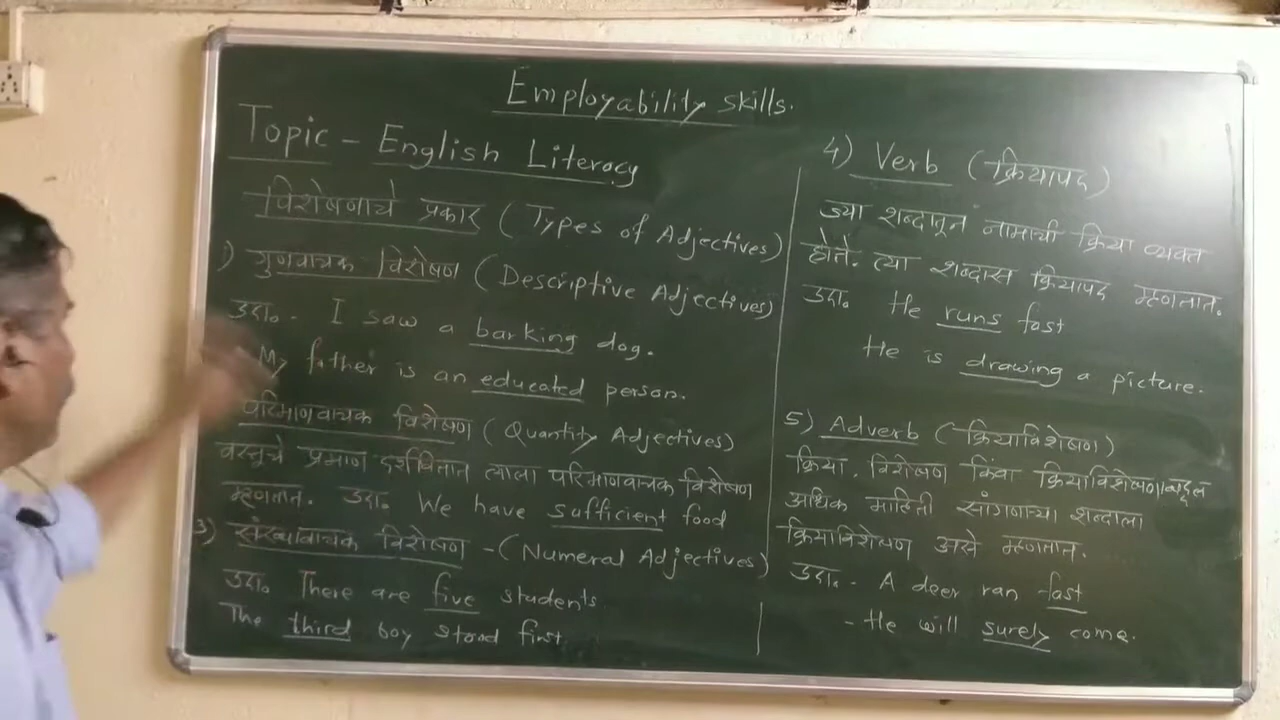 Employability skills.
Topic - English Literacy
विशेषणाचे प्रकार (Types of Adjectives)
1) गुणवाचक विशेषण (Descriptive Adjectives)
उदा. - I saw a barking dog.
My father is an educated person.
परिमाणवाचक विशेषण (Quantity Adjectives)
वस्तूचे प्रमाण दर्शवितात त्याला परिमाणवाचक विशेषण
म्हणतात. उदा. We have sufficient food
3) संख्यावाचक विशेषण - (Numeral Adjectives)
उदा. There are five students
The third boy stood first
4) Verb (क्रियापद)
ज्या शब्दातून नामाची क्रिया व्यक्त
होते. त्या शब्दास क्रियापद म्हणतात.
उदा. He runs fast
He is drawing a picture.
5) Adverb (क्रियाविशेषण)
क्रिया, विशेषण किंवा क्रियाविशेषणाबद्दल
अधिक माहिती सांगणाऱ्या शब्दाला
क्रियाविशेषण असे म्हणतात.
उदा. - A deer ran fast
- He will surely come.